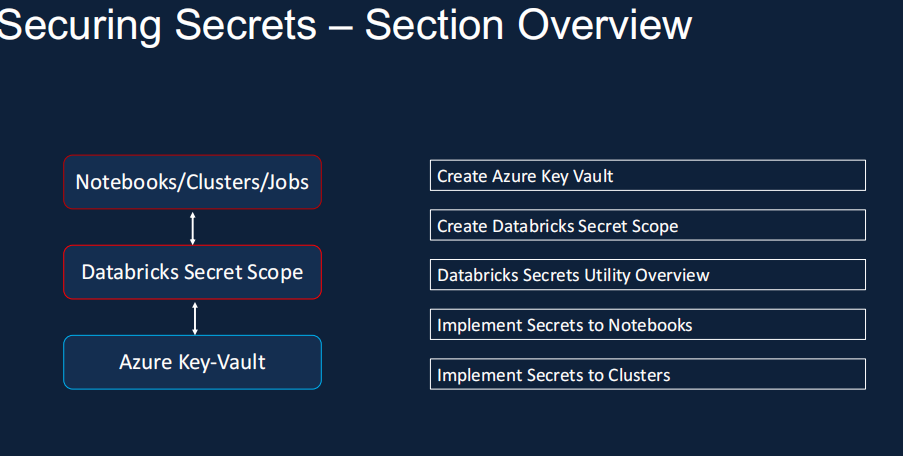 Securing Secrets – Section Overview
Notebooks/Clusters/Jobs
Databricks Secret Scope
Azure Key-Vault
Create Azure Key Vault
Create Databricks Secret Scope
Databricks Secrets Utility Overview
Implement Secrets to Notebooks
Implement Secrets to Clusters